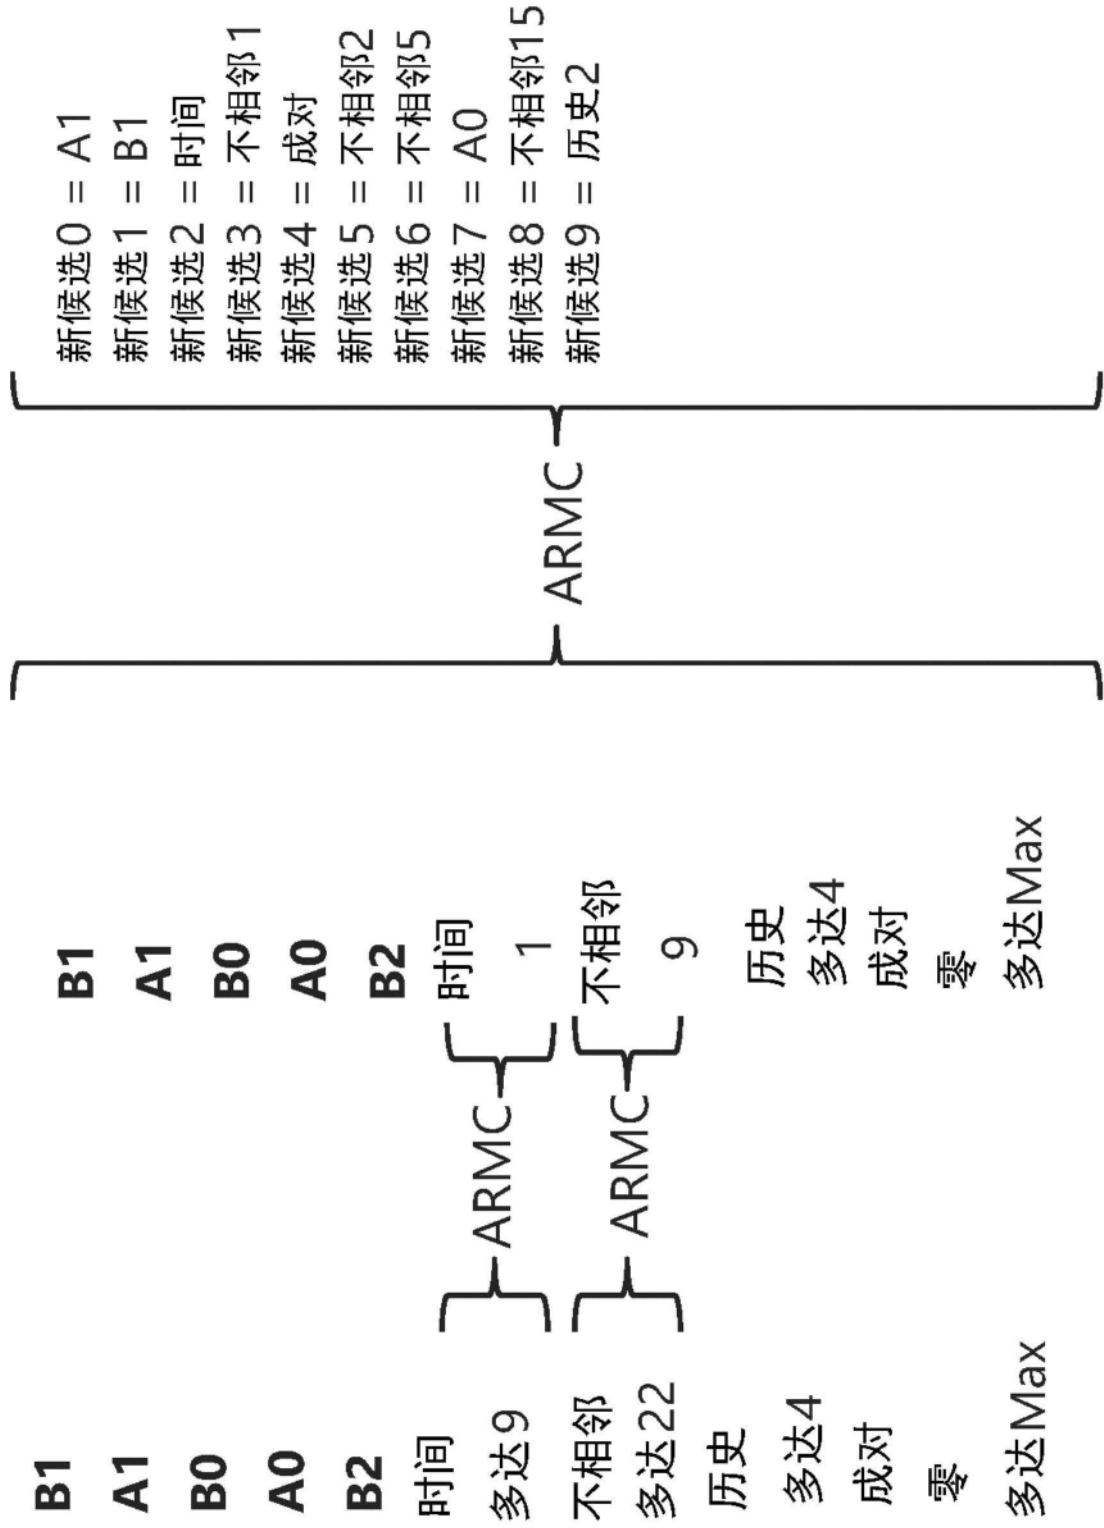 B1
A1
B0
A0
B2
时间
多达9
不相邻
多达22
历史
多达4
成对
零
多达Max
ARMC
ARMC
B1
A1
B0
A0
B2
时间
1
不相邻
9
历史
多达4
成对
零
多达Max
ARMC
新候选0 = A1
新候选1 = B1
新候选2 = 时间
新候选3 = 不相邻1
新候选4 = 成对
新候选5 = 不相邻2
新候选6 = 不相邻5
新候选7 = A0
新候选8 = 不相邻15
新候选9 = 历史2